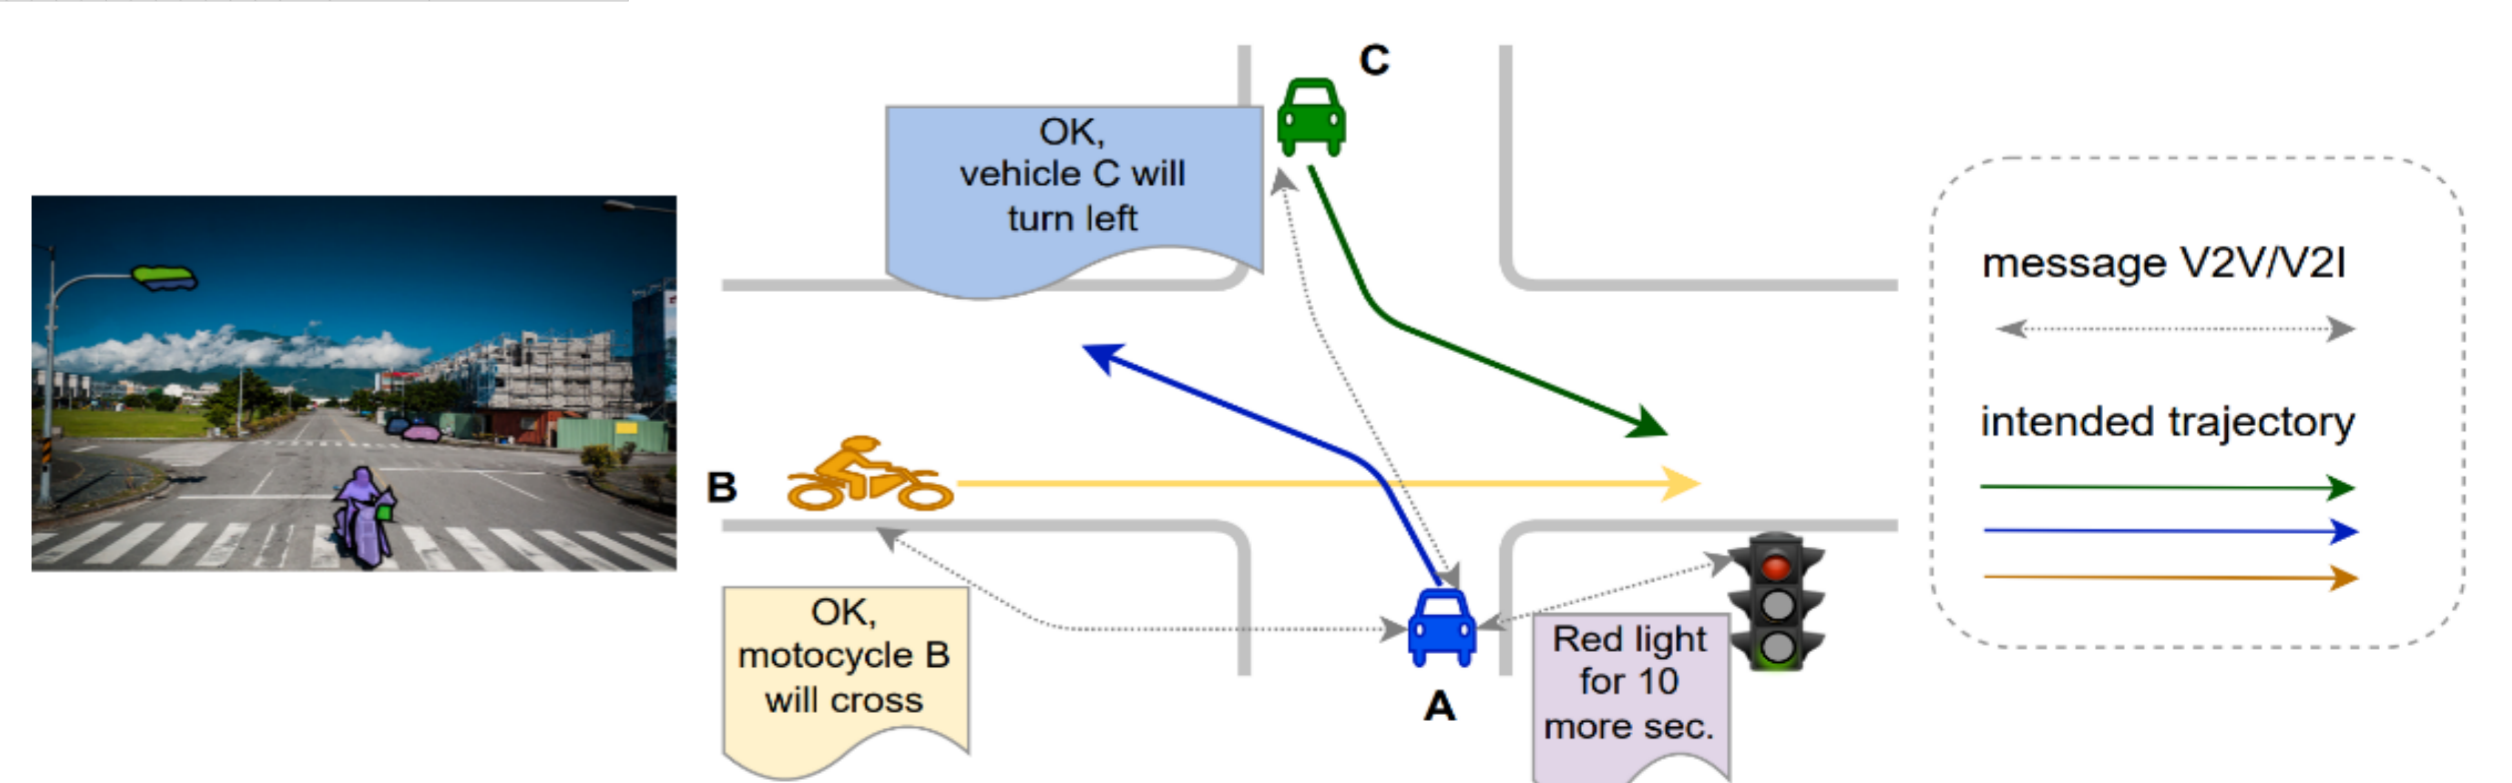 C
OK,
vehicle C will
turn left
B
OK,
motocycle B
will cross
A
Red light
for 10
more sec.
message V2V/V2I
intended trajectory